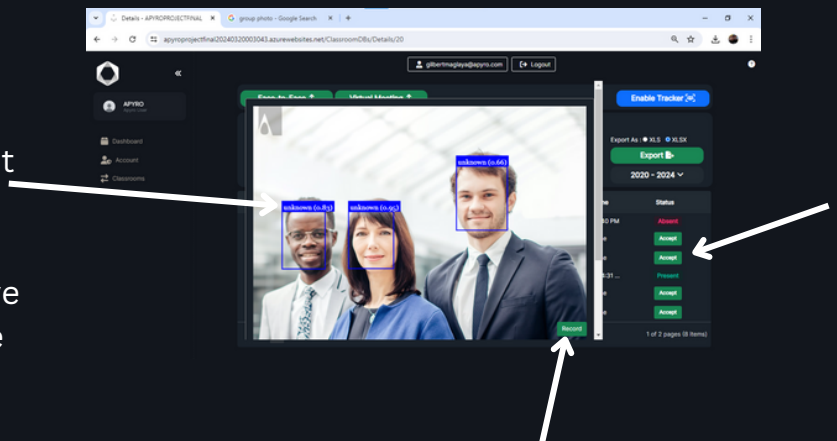 Details - APYROPROJECTFINAL
group photo - Google Search
apyroprojectfinal20240320003043.azurewebsites.net/ClassroomDBs/Details/20
gilbertmaglaya@apyro.com
Logout
APYRO
Face-to-Face
Virtual Meeting
Enable Tracker
Dashboard
Account
Classrooms
Export As : XLS XLSX
Export
2020 - 2024
unknown (0.66)
unknown (0.83)
unknown (0.95)
Status
Absent
Accept
Accept
Present
Accept
Accept
Record
1 of 2 pages (8 items)
t